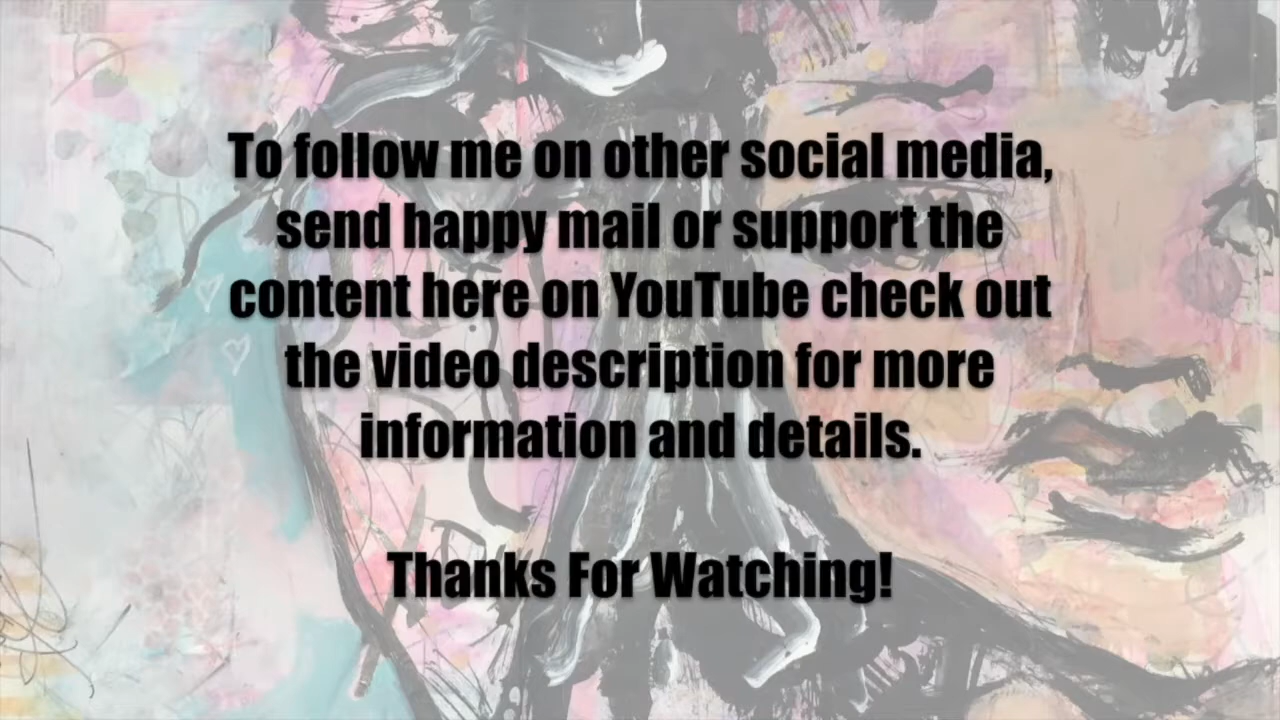 To follow me on other social media,
send happy mail or support the
content here on YouTube check out
the video description for more
information and details.
Thanks For Watching!